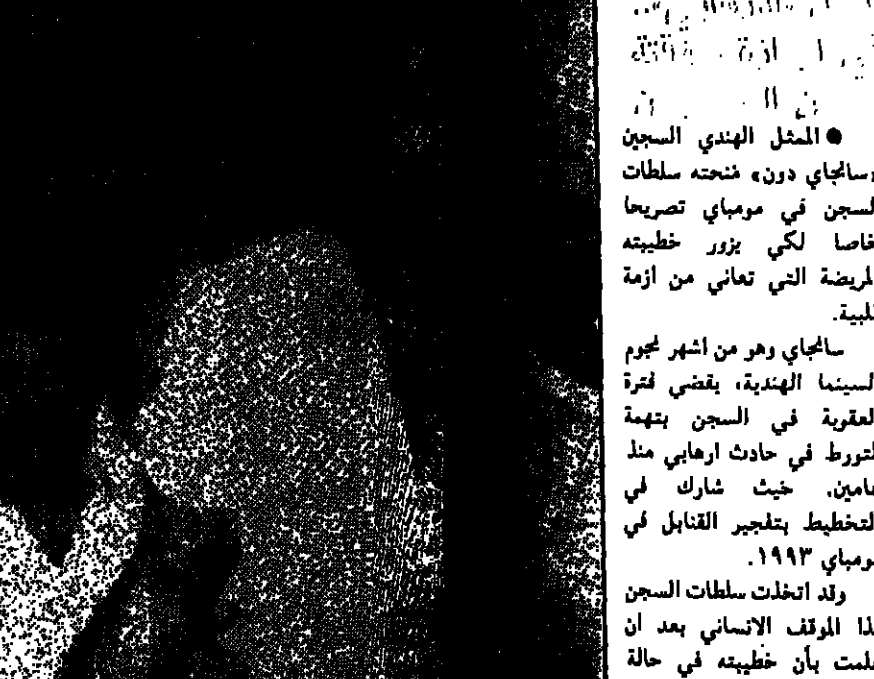 ● الممثل الهندي السجين
«سانجاي دون» منحته سلطات
السجن في مومباي تصريحا
خاصا لكي يزور خطيبته
المريضة التي تعاني من ازمة
قلبية.
سانجاي وهو من اشهر نجوم
السينما الهندية، يقضي فترة
العقوبة في السجن بتهمة
التورط في حادث ارهابي منذ
عامين. حيث شارك في
التخطيط بتفجير القنابل في
مومباي ١٩٩٣.
وقد اتخذت سلطات السجن
هذا الموقف الانساني بعد ان
علمت بأن خطيبته في حالة